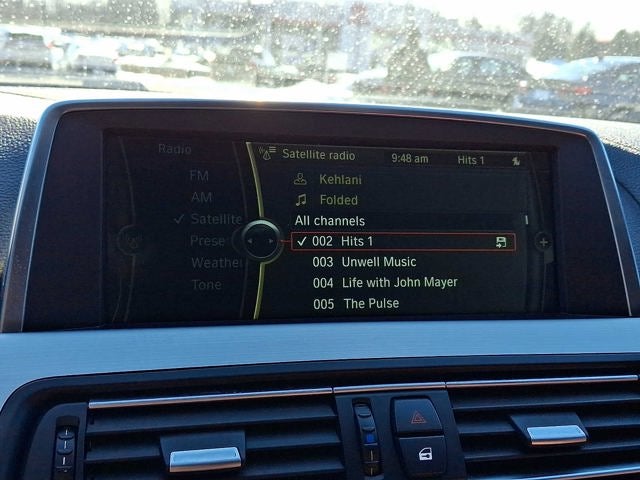 Radio
FM
AM
Satellite
Prese
Weather
Tone
Satellite radio 9:48 am Hits 1
Kehlani
Folded
All channels
✓ 002 Hits 1
003 Unwell Music
004 Life with John Mayer
005 The Pulse